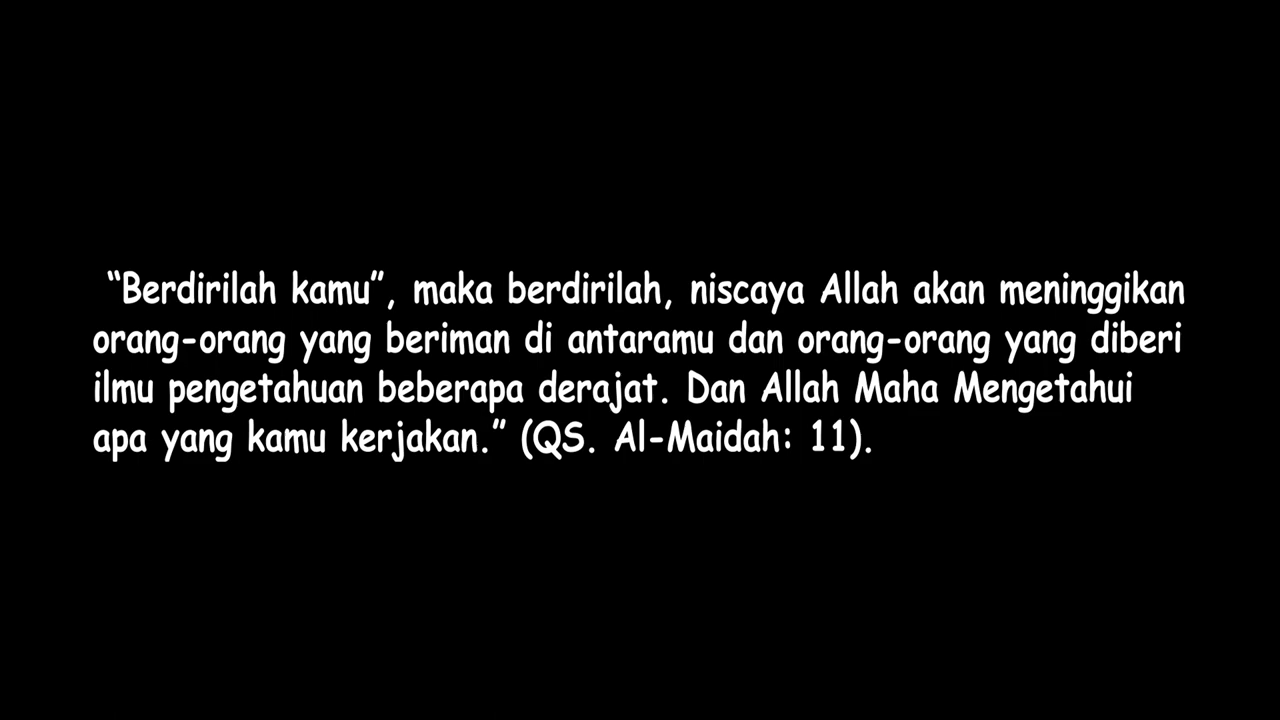 “Berdirilah kamu”, maka berdirilah, niscaya Allah akan meninggikan
orang-orang yang beriman di antaramu dan orang-orang yang diberi
ilmu pengetahuan beberapa derajat. Dan Allah Maha Mengetahui
apa yang kamu kerjakan.” (QS. Al-Maidah: 11).